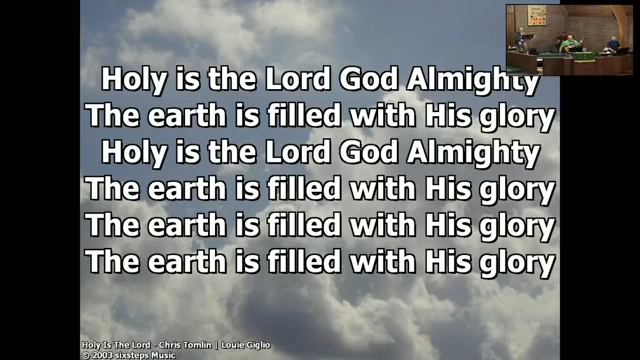 Holy is the Lord God Almighty
The earth is filled with His glory
Holy is the Lord God Almighty
The earth is filled with His glory
The earth is filled with His glory
The earth is filled with His glory
Holy Is The Lord - Chris Tomlin | Louie Giglio
© 2003 sixsteps Music